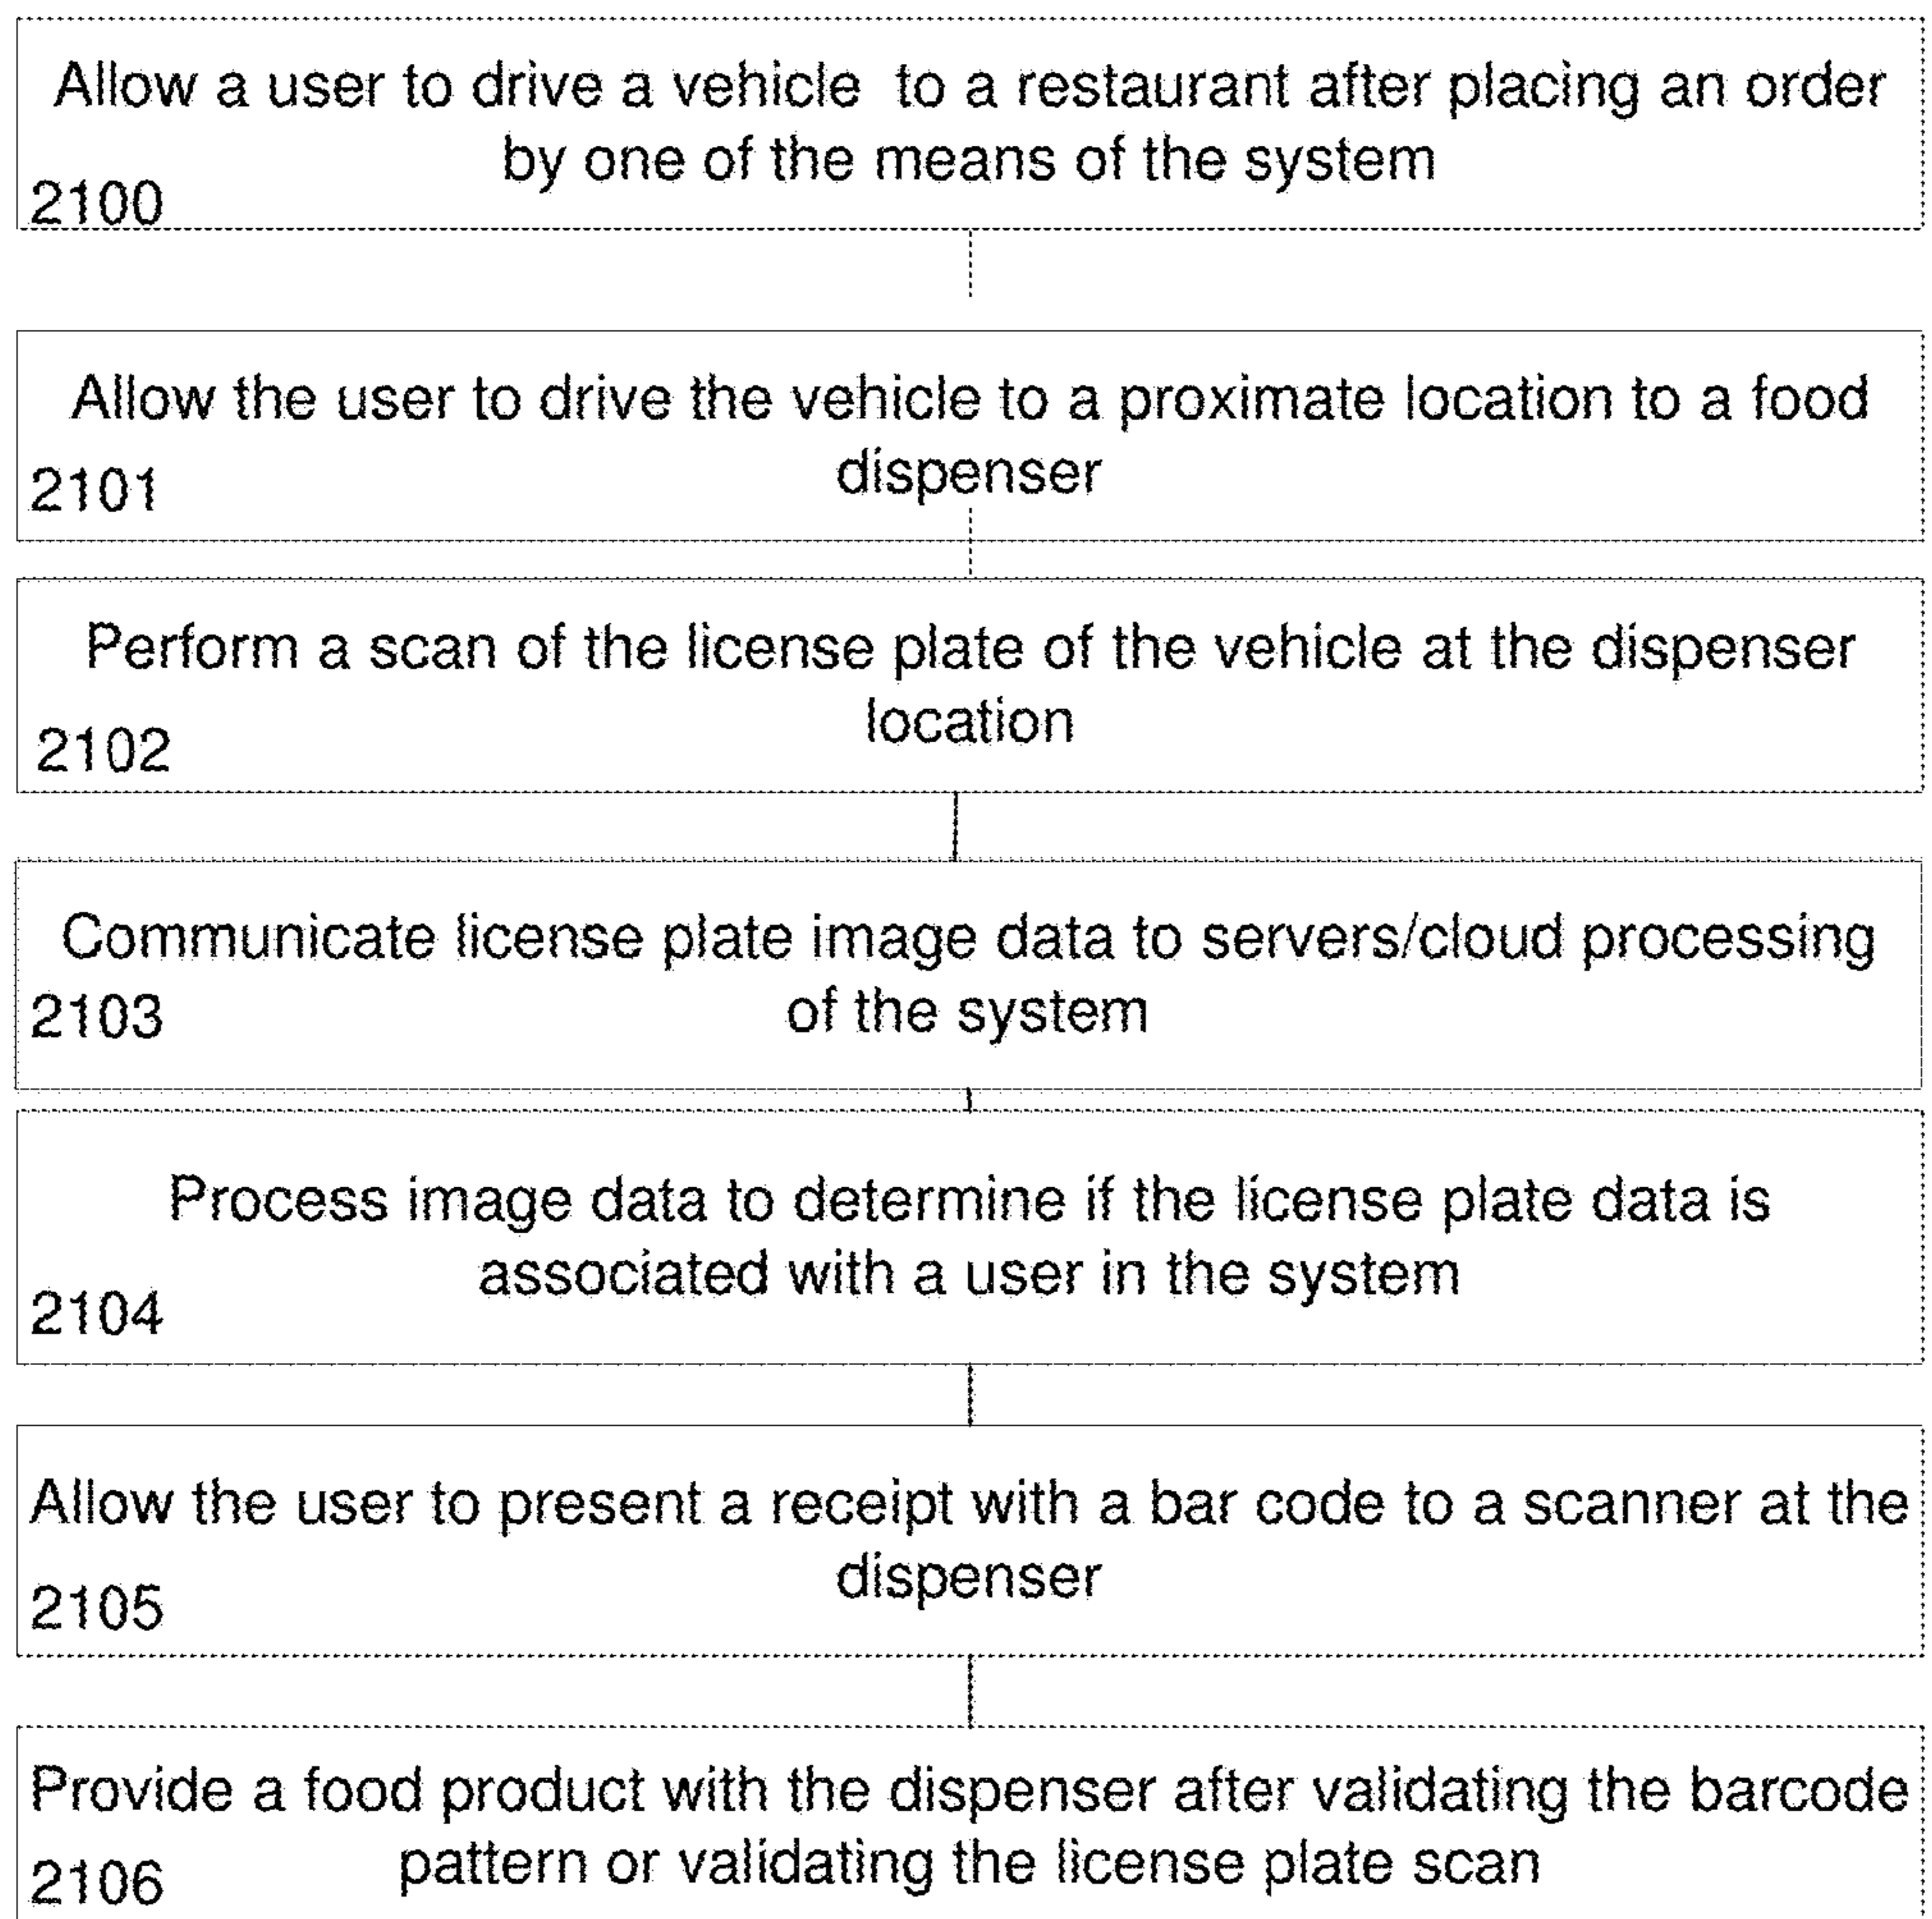 Allow a user to drive a vehicle  to a restaurant after placing an order
by one of the means of the system
2100
Allow the user to drive the vehicle to a proximate location to a food
dispenser
2101
Perform a scan of the license plate of the vehicle at the dispenser
location
2102
Communicate license plate image data to servers/cloud processing
of the system
2103
Process image data to determine if the license plate data is
associated with a user in the system
2104
Allow the user to present a receipt with a bar code to a scanner at the
dispenser
2105
Provide a food product with the dispenser after validating the barcode
pattern or validating the license plate scan
2106